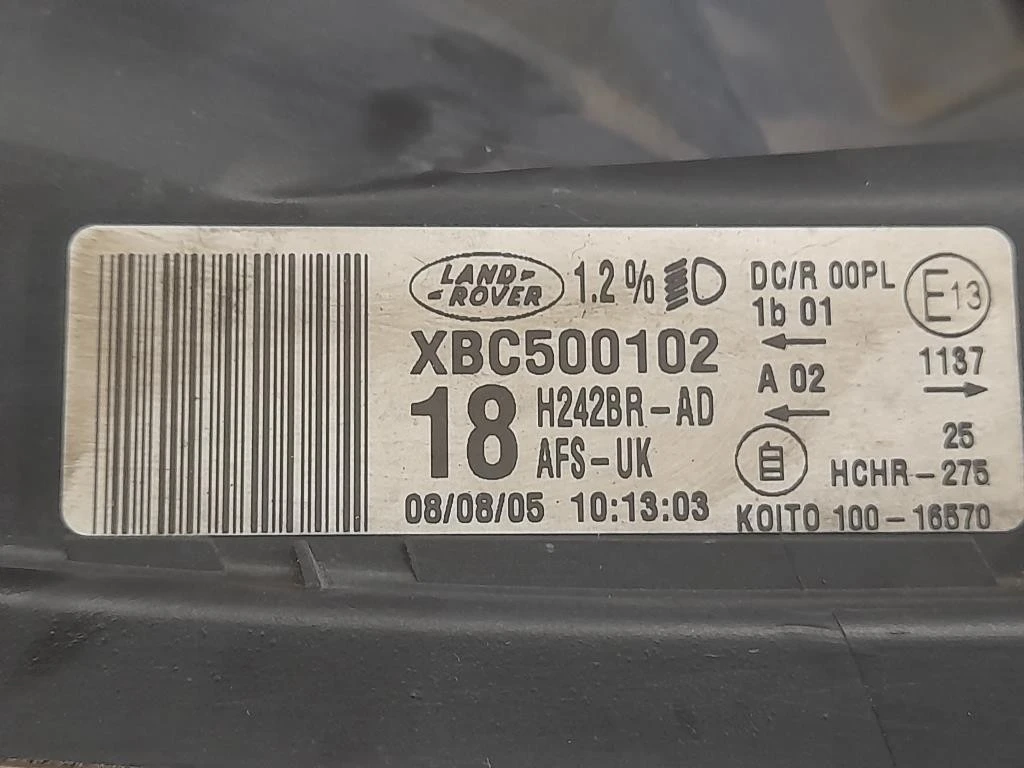 LAND-
-ROVER
1.2%
XBC500102
18
H242BR-AD
AFS-UK
08/08/05 10:13:03
DC/R 00PL
1b 01
←
A 02
←
E13
1137
→
自
25
HCHR-275
KOITO 100-16570